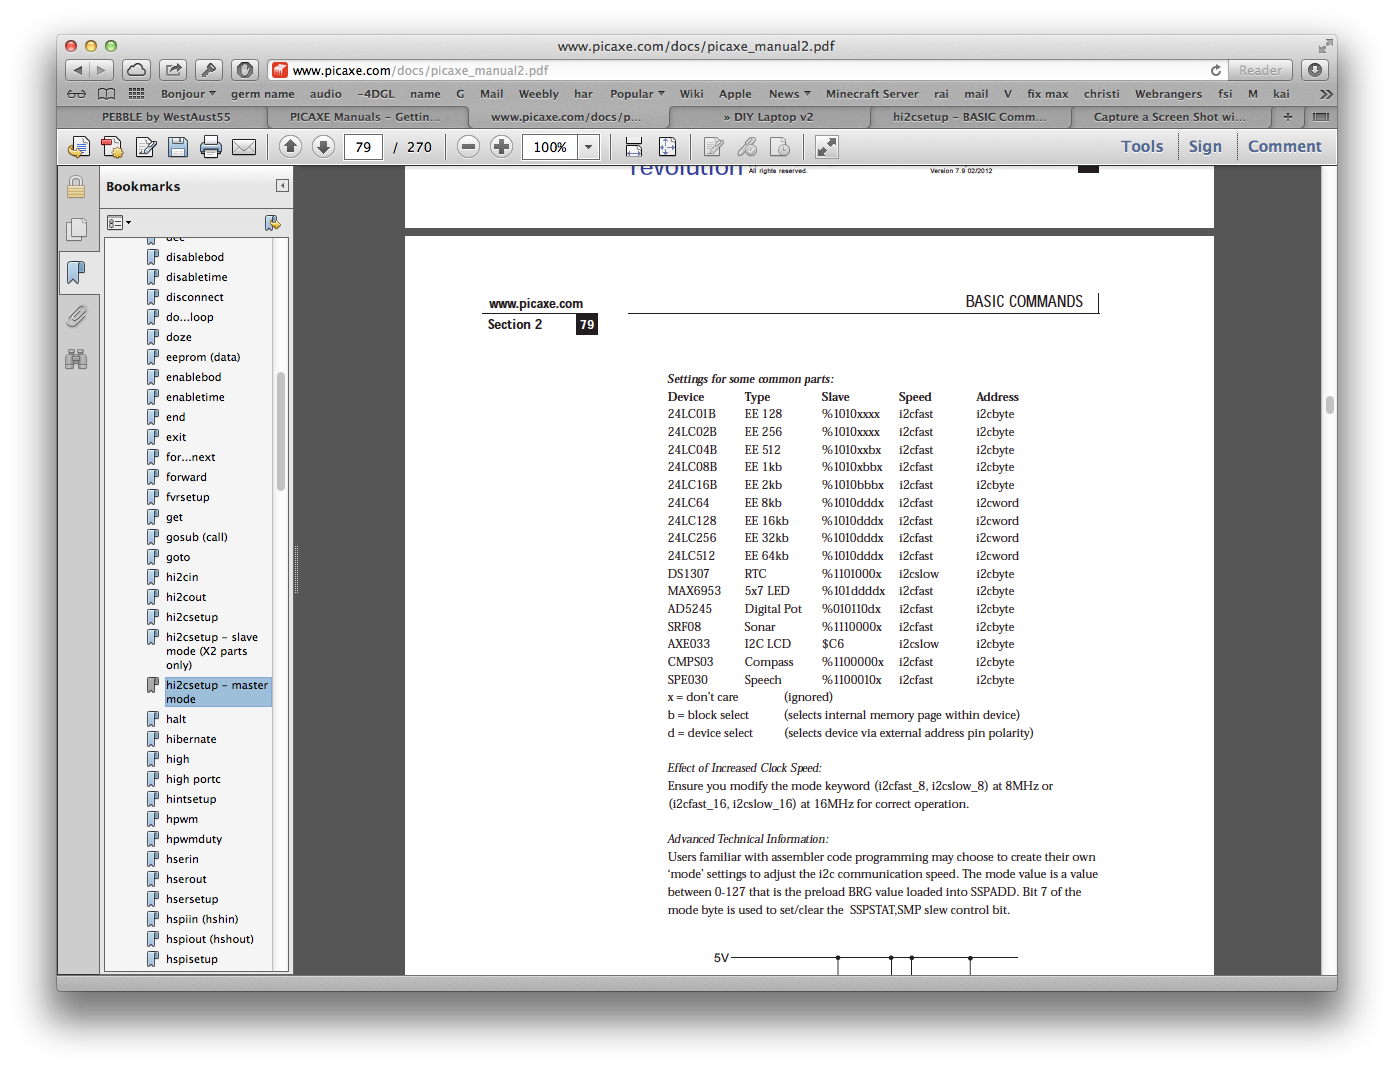 www.picaxe.com/docs/picaxe_manual2.pdf
www.picaxe.com/docs/picaxe_manual2.pdf
Reader
Bonjour germ name audio -4DGL name G Mail Weebly har Popular Wiki Apple News Minecraft Server rai mail V fix max christi Webrangers fsi M kai
PEBBLE by WestAust55 PICAXE Manuals – Gettin... www.picaxe.com/docs/p... » DIY Laptop v2 hi2csetup – BASIC Comm... Capture a Screen Shot wi...
79 / 270 100% Tools Sign Comment
Bookmarks
disablebod
disabletime
disconnect
do...loop
doze
eeprom (data)
enablebod
enabletime
end
exit
for...next
forward
fvrsetup
get
gosub (call)
goto
hi2cin
hi2cout
hi2csetup
hi2csetup – slave
mode (X2 parts
only)
hi2csetup – master
mode
halt
hibernate
high
high portc
hintsetup
hpwm
hpwmduty
hserin
hserout
hsersetup
hspiin (hshin)
hspiout (hshout)
hspisetup
revolution All rights reserved. Version 7.9 02/2012
www.picaxe.com BASIC COMMANDS
Section 2 79
Settings for some common parts:
Device Type Slave Speed Address
24LC01B EE 128 %1010xxxx i2cfast i2cbyte
24LC02B EE 256 %1010xxxx i2cfast i2cbyte
24LC04B EE 512 %1010xxbx i2cfast i2cbyte
24LC08B EE 1kb %1010xbbx i2cfast i2cbyte
24LC16B EE 2kb %1010bbbx i2cfast i2cbyte
24LC64 EE 8kb %1010dddx i2cfast i2cword
24LC128 EE 16kb %1010dddx i2cfast i2cword
24LC256 EE 32kb %1010dddx i2cfast i2cword
24LC512 EE 64kb %1010dddx i2cfast i2cword
DS1307 RTC %1101000x i2cslow i2cbyte
MAX6953 5x7 LED %101ddddx i2cfast i2cbyte
AD5245 Digital Pot %010110dx i2cfast i2cbyte
SRF08 Sonar %1110000x i2cfast i2cbyte
AXE033 I2C LCD $C6 i2cslow i2cbyte
CMPS03 Compass %1100000x i2cfast i2cbyte
SPE030 Speech %1100010x i2cfast i2cbyte
x = don't care (ignored)
b = block select (selects internal memory page within device)
d = device select (selects device via external address pin polarity)
Effect of Increased Clock Speed:
Ensure you modify the mode keyword (i2cfast_8, i2cslow_8) at 8MHz or
(i2cfast_16, i2cslow_16) at 16MHz for correct operation.
Advanced Technical Information:
Users familiar with assembler code programming may choose to create their own
'mode' settings to adjust the i2c communication speed. The mode value is a value
between 0-127 that is the preload BRG value loaded into SSPADD. Bit 7 of the
mode byte is used to set/clear the SSPSTAT,SMP slew control bit.
5V